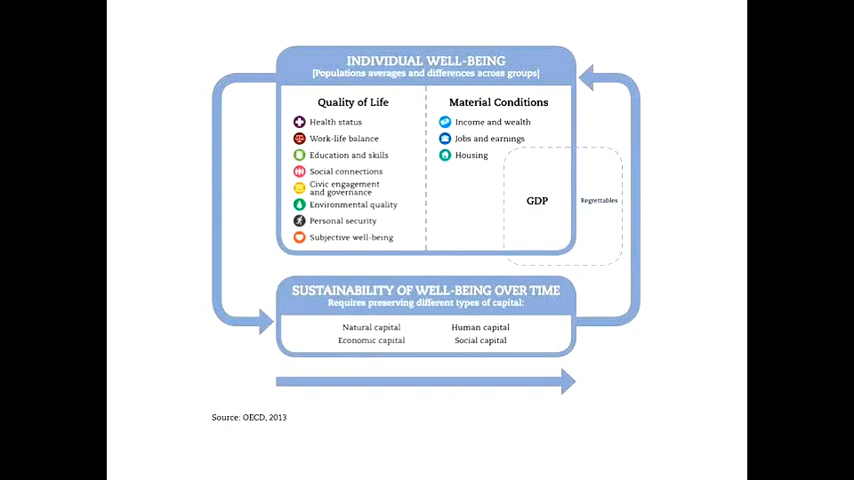 INDIVIDUAL WELL-BEING
[Populations averages and differences across groups]
Quality of Life
Health status
Work-life balance
Education and skills
Social connections
Civic engagement
and governance
Environmental quality
Personal security
Subjective well-being
Material Conditions
Income and wealth
Jobs and earnings
Housing
GDP
Regrettables
SUSTAINABILITY OF WELL-BEING OVER TIME
Requires preserving different types of capital:
Natural capital
Human capital
Economic capital
Social capital
Source: OECD, 2013